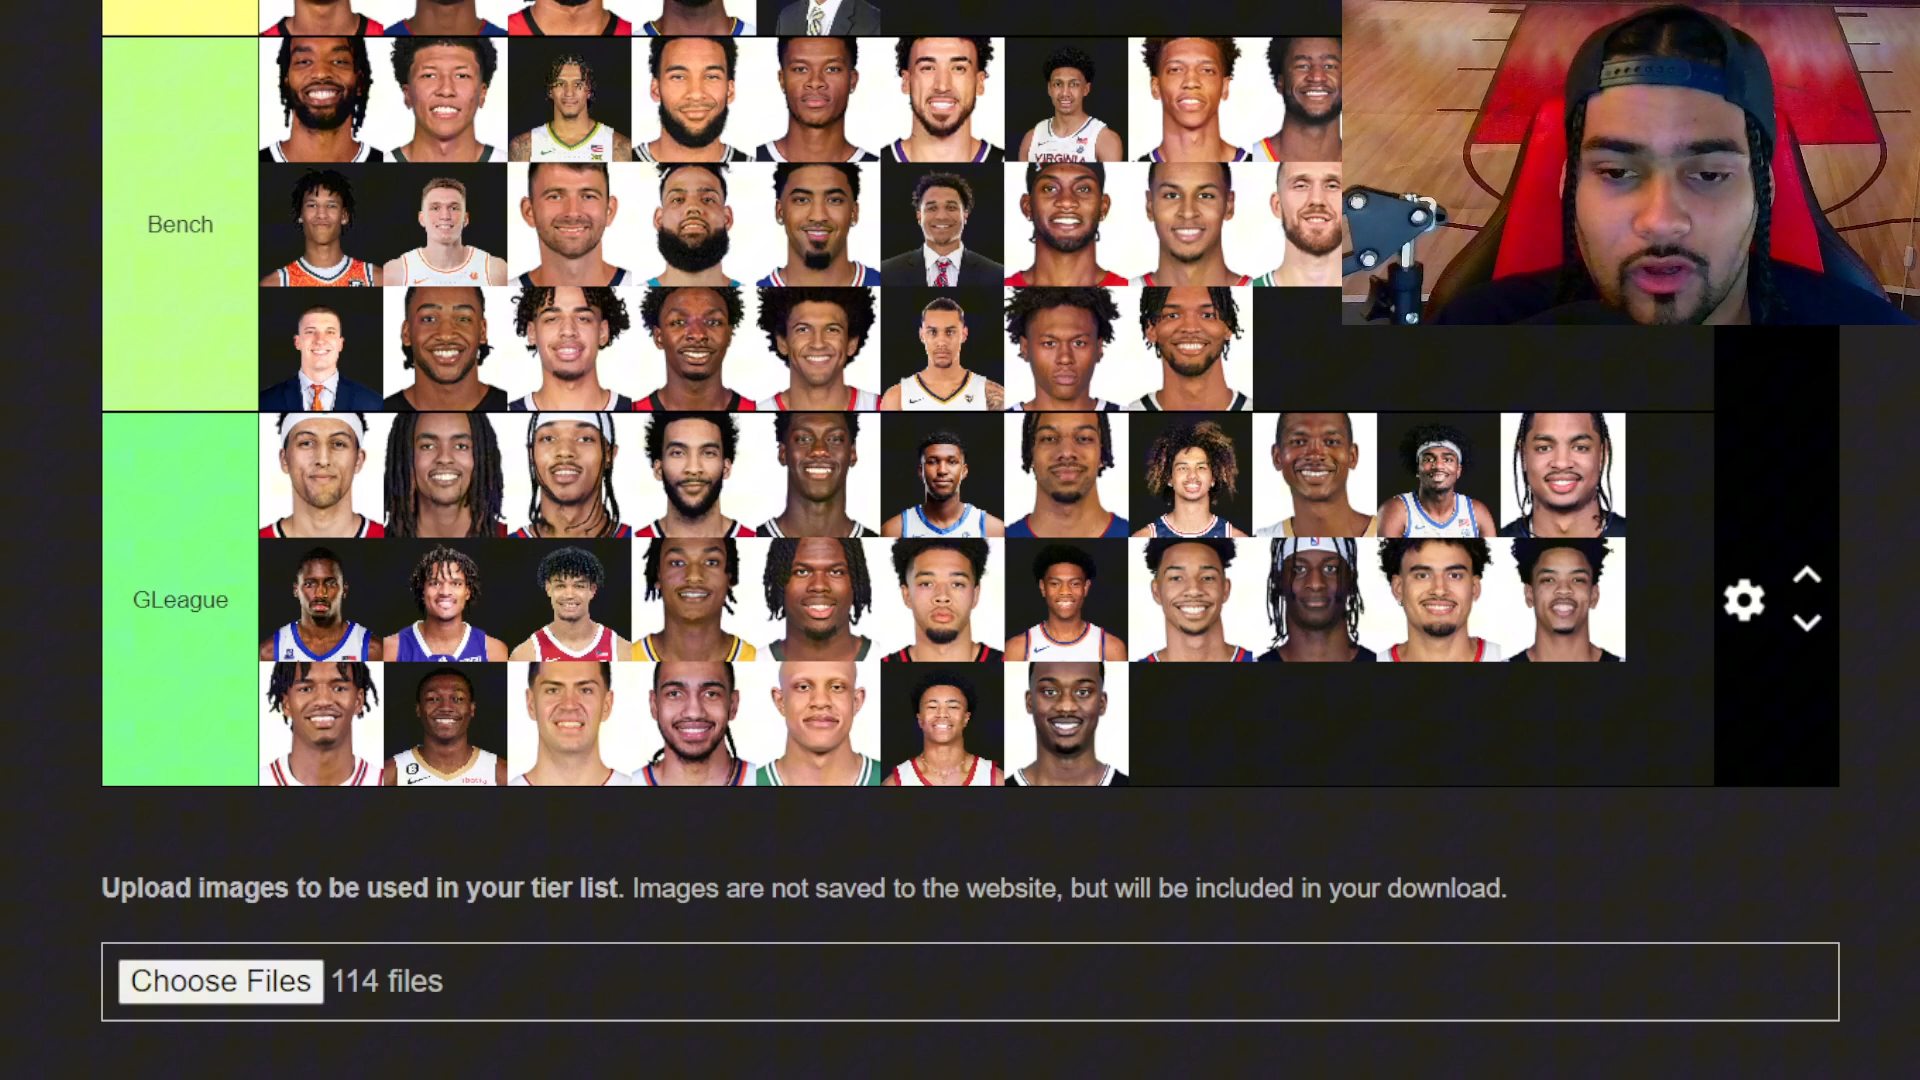 Bench
VIRGINIA
GLeague
Upload images to be used in your tier list. Images are not saved to the website, but will be included in your download.
Choose Files 114 files